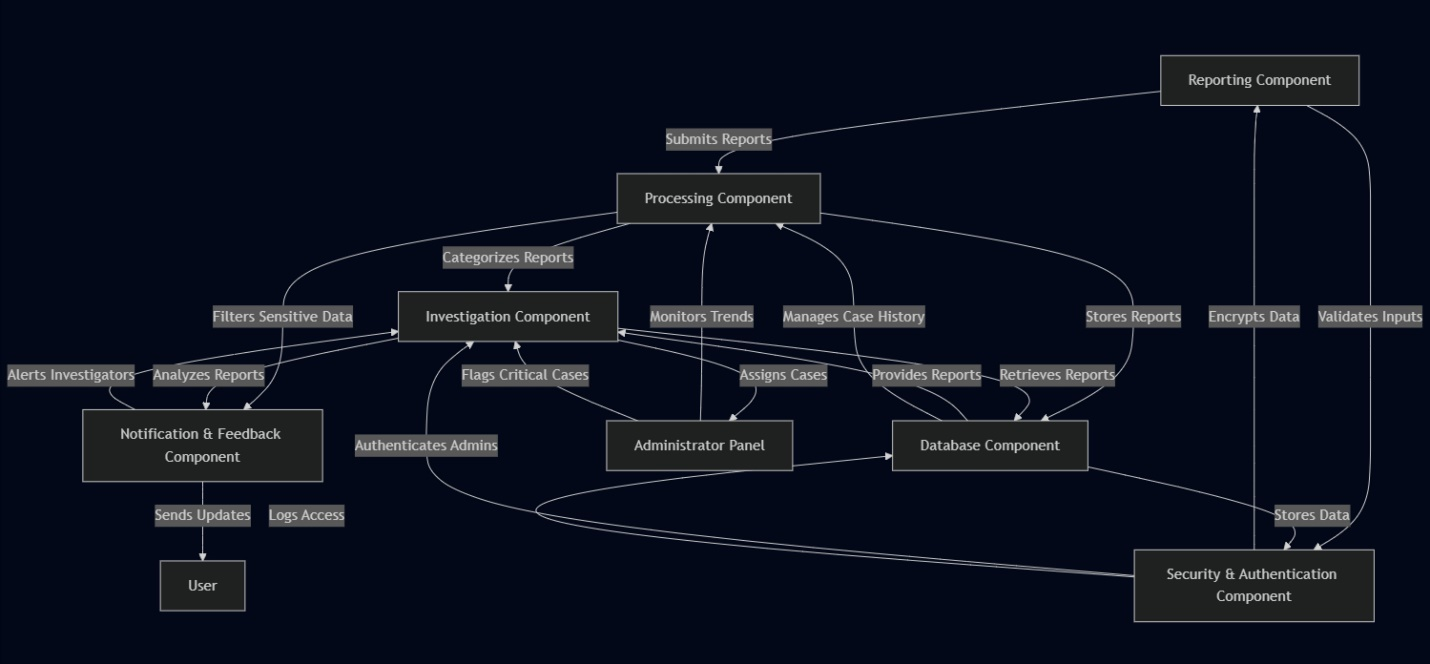 Reporting Component
Submits Reports
Processing Component
Categorizes Reports
Investigation Component
Filters Sensitive Data
Monitors Trends
Manages Case History
Stores Reports
Encrypts Data
Validates Inputs
Alerts Investigators
Analyzes Reports
Flags Critical Cases
Assigns Cases
Provides Reports
Retrieves Reports
Notification & Feedback
Component
Authenticates Admins
Administrator Panel
Database Component
Sends Updates
Logs Access
Stores Data
User
Security & Authentication
Component